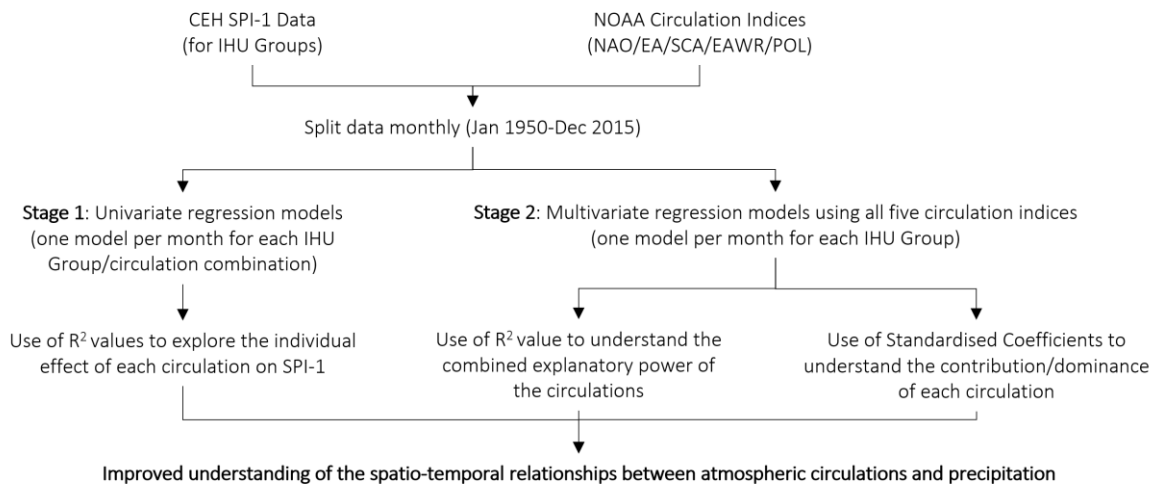 CEH SPI-1 Data
(for IHU Groups)
NOAA Circulation Indices
(NAO/EA/SCA/EAWR/POL)
Split data monthly (Jan 1950-Dec 2015)
Stage 1: Univariate regression models
(one model per month for each IHU
Group/circulation combination)
Stage 2: Multivariate regression models using all five circulation indices
(one model per month for each IHU Group)
Use of R² values to explore the individual
effect of each circulation on SPI-1
Use of R² value to understand the
combined explanatory power of
the circulations
Use of Standardised Coefficients to
understand the contribution/dominance
of each circulation
Improved understanding of the spatio-temporal relationships between atmospheric circulations and precipitation